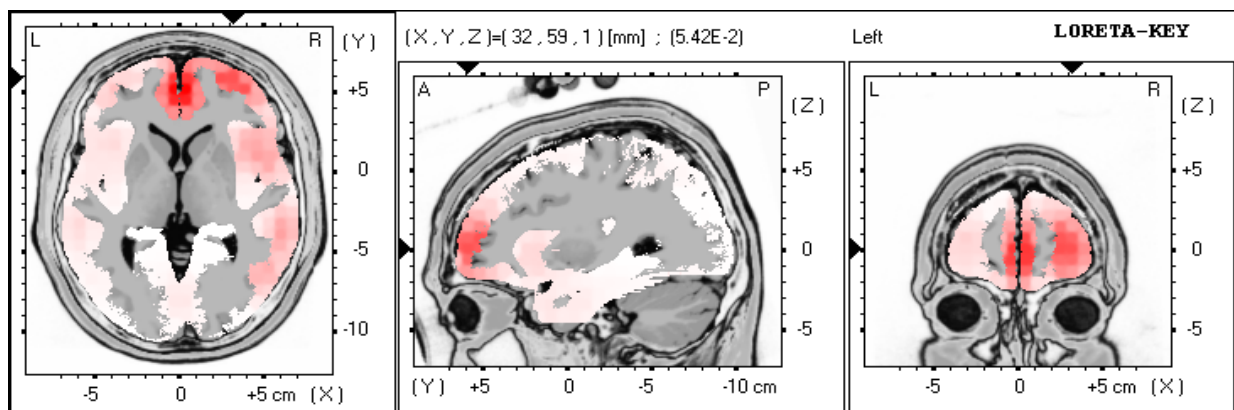 (X,Y,Z)=(32,59,1)[mm] ; (5.42E-2)
Left
LORETA-KEY
L R (Y)
+5
0
-5
-10
-5 0 +5 cm (X)
A P (Z)
+5
0
-5
(Y) +5 0 -5 -10 cm
L R (Z)
+5
0
-5
-5 0 +5 cm (X)